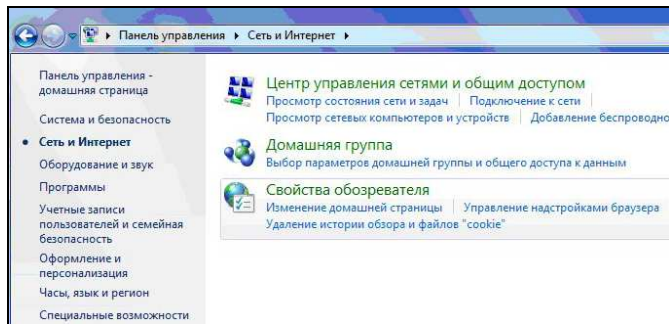 Панель управления ▸ Сеть и Интернет ▸
Панель управления -
домашняя страница
Система и безопасность
Сеть и Интернет
Оборудование и звук
Программы
Учетные записи
пользователей и семейная
безопасность
Оформление и
персонализация
Часы, язык и регион
Специальные возможности
Центр управления сетями и общим доступом
Просмотр состояния сети и задач
Подключение к сети
Просмотр сетевых компьютеров и устройств
Добавление беспроводно
Домашняя группа
Выбор параметров домашней группы и общего доступа к данным
Свойства обозревателя
Изменение домашней страницы
Управление надстройками браузера
Удаление истории обзора и файлов "cookie"